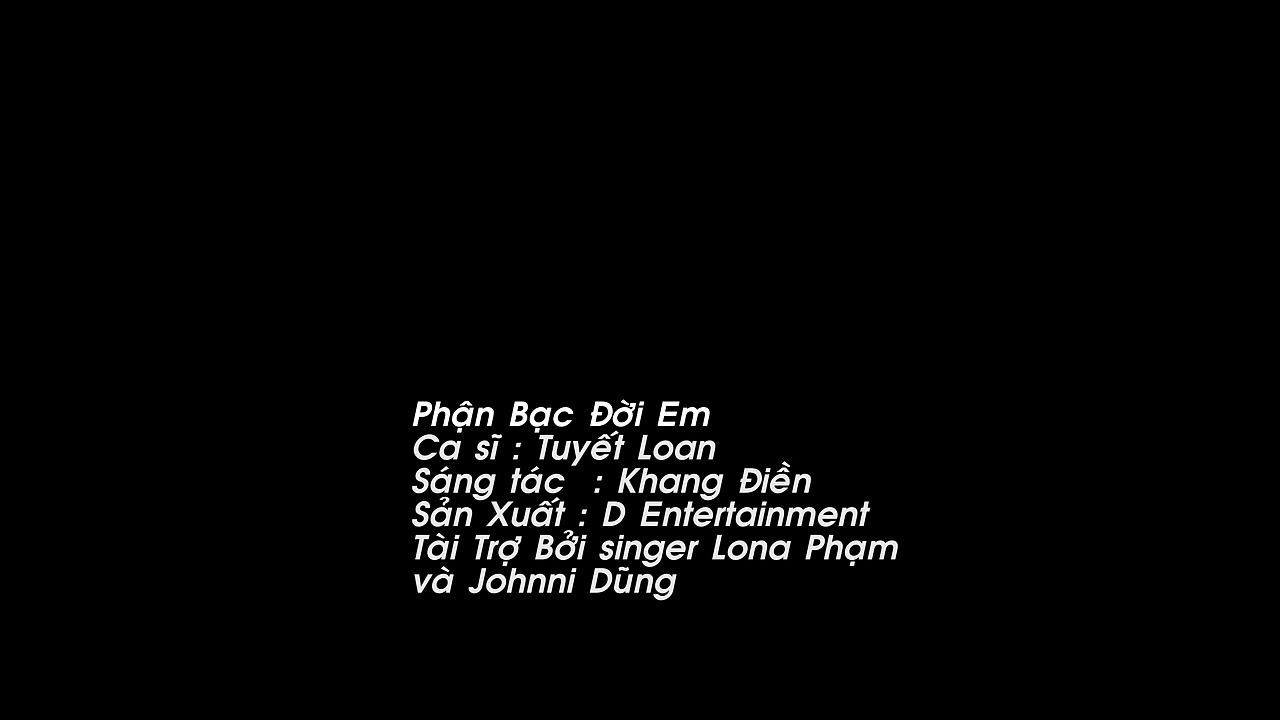 Phận Bạc Đời Em
Ca sĩ : Tuyết Loan
Sáng tác  : Khang Điền
Sản Xuất : D Entertainment
Tài Trợ Bởi singer Lona Phạm
và Johnni Dũng